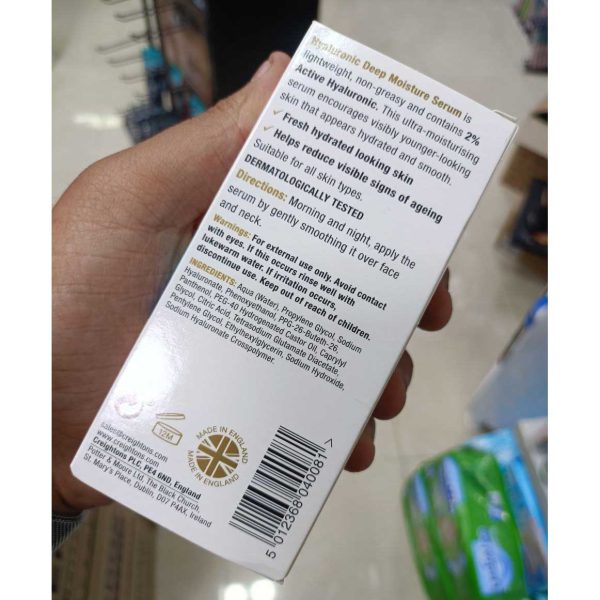 Hyaluronic Deep Moisture Serum is
lightweight, non-greasy and contains 2%
Active Hyaluronic. This ultra-moisturising
serum encourages visibly younger-looking
skin that appears hydrated and smooth.
✓ Fresh hydrated looking skin
✓ Helps reduce visible signs of ageing
Suitable for all skin types.
DERMATOLOGICALLY TESTED
Directions: Morning and night, apply the
serum by gently smoothing it over face
and neck.
Warnings: For external use only. Avoid contact
with eyes. If this occurs rinse well with
lukewarm water. If irritation occurs,
discontinue use. Keep out of reach of children.
INGREDIENTS: Aqua (Water), Propylene Glycol, Sodium
Hyaluronate, Phenoxyethanol, PPG-26-Buteth-26,
Panthenol, PEG-40 Hydrogenated Castor Oil, Caprylyl
Glycol, Citric Acid, Tetrasodium Glutamate Diacetate,
Pentylene Glycol, Ethylhexylglycerin, Sodium Hydroxide,
Sodium Hyaluronate Crosspolymer.
12M
MADE IN ENGLAND
MADE IN ENGLAND
sales@creightons.com
www.creightons.com
Creightons PLC, PE4 6ND, England
Potter & Moore Ltd, The Black Church,
St. Mary's Place, Dublin, D07 P4AX, Ireland
5 012368 040081 >